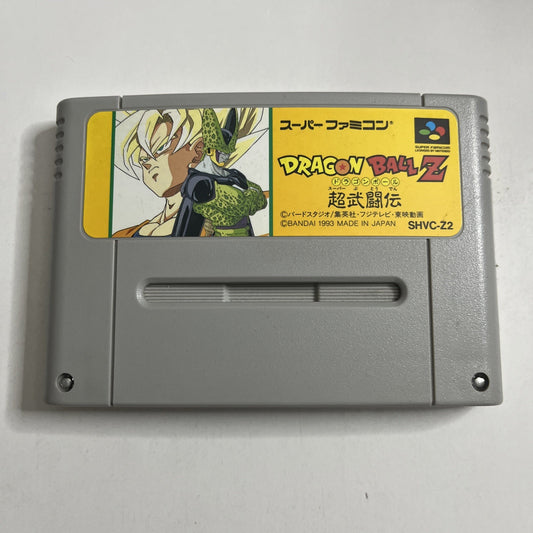 スーパーファミコン
SUPER FAMICOM
LICENSED BY NINTENDO
DRAGON BALL Z
ドラゴンボール
スーパー ぶ とう でん
超武闘伝
©バードスタジオ/集英社・フジテレビ・東映動画
©BANDAI 1993 MADE IN JAPAN SHVC-Z2